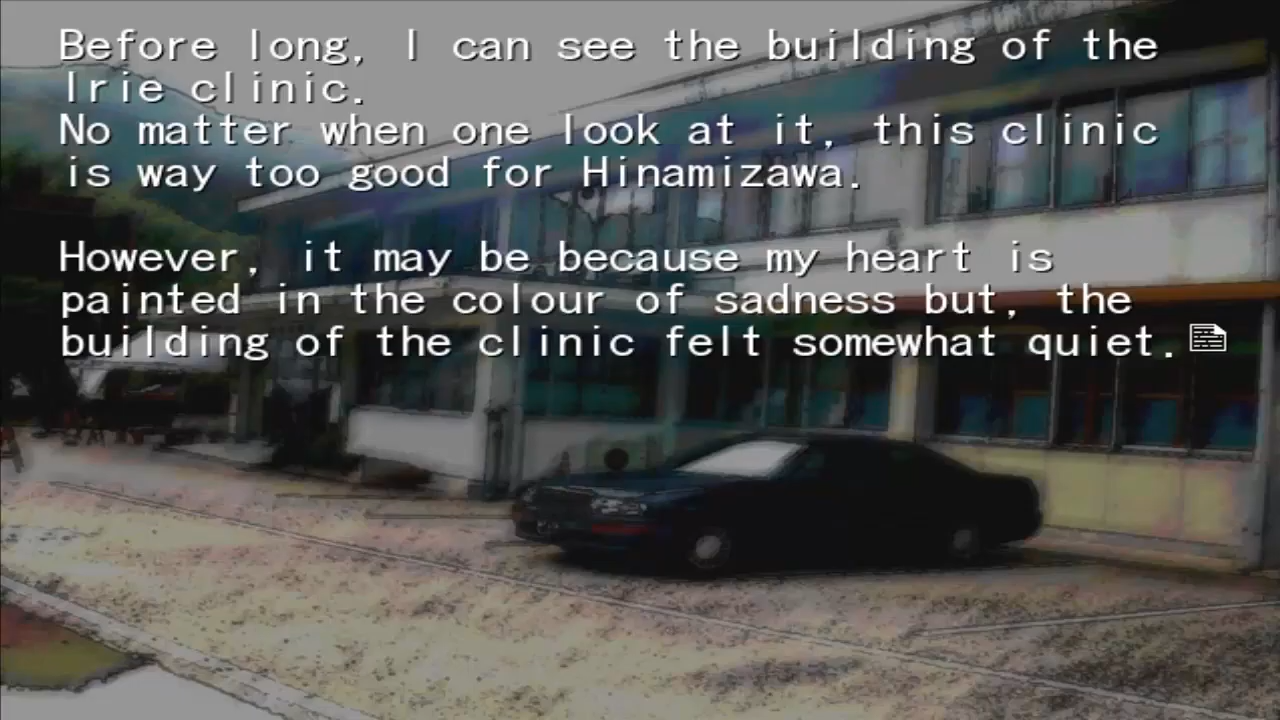 Before long, I can see the building of the
Irie clinic.
No matter when one look at it, this clinic
is way too good for Hinamizawa.
However, it may be because my heart is
painted in the colour of sadness but, the
building of the clinic felt somewhat quiet.